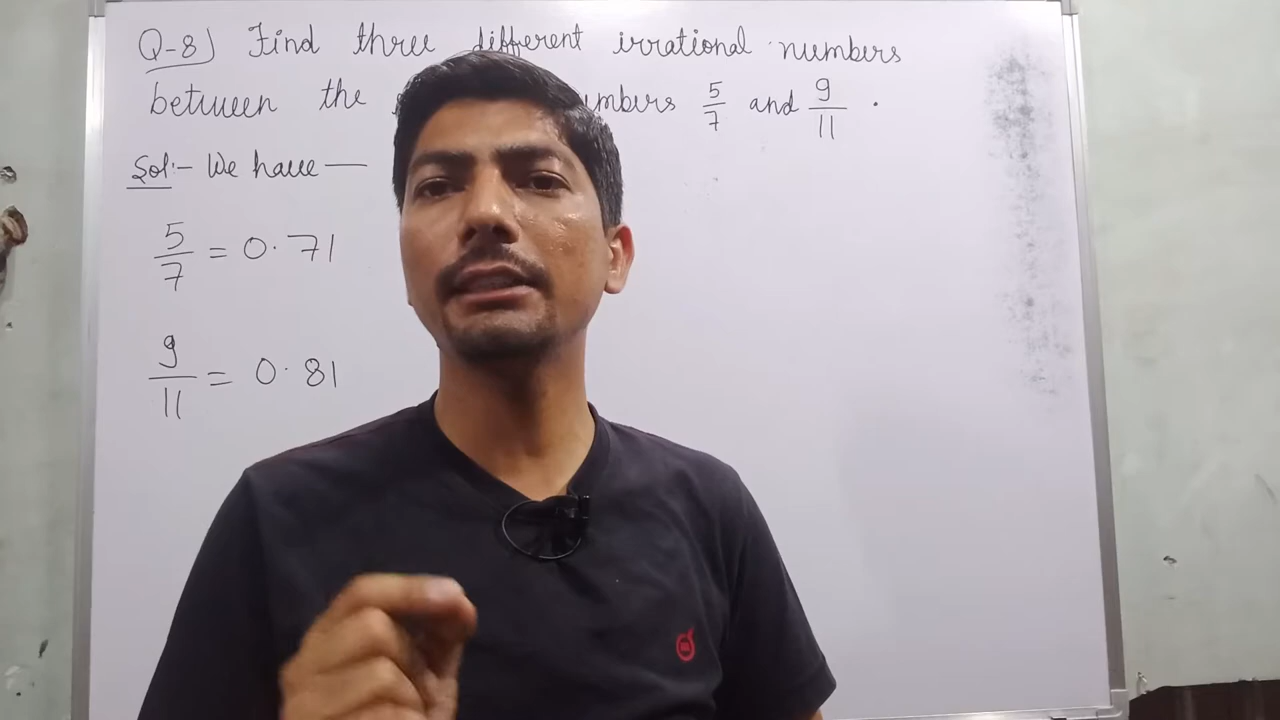 Q-8) Find three different irrational numbers
between the numbers 5/7 and 9/11 .
Sol:- We have —
5/7 = 0.71
9/11 = 0.81